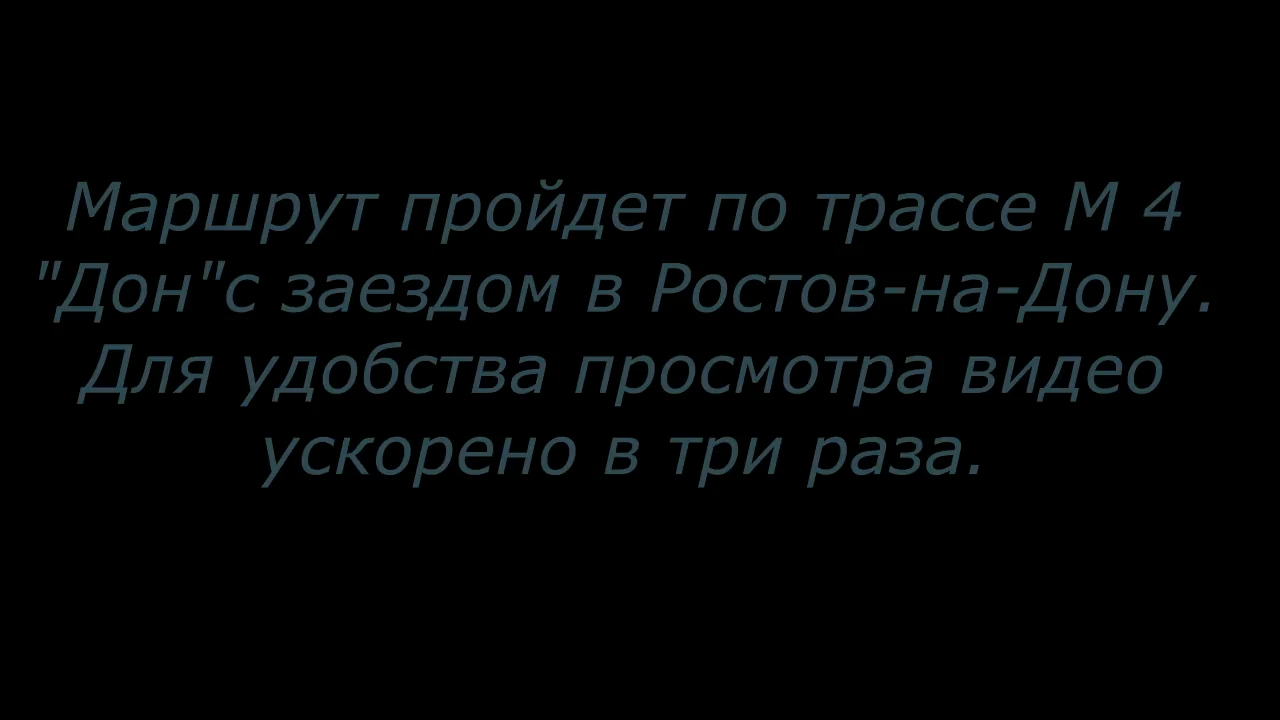 Маршрут пройдет по трассе М 4
"Дон"с заездом в Ростов-на-Дону.
Для удобства просмотра видео
ускорено в три раза.